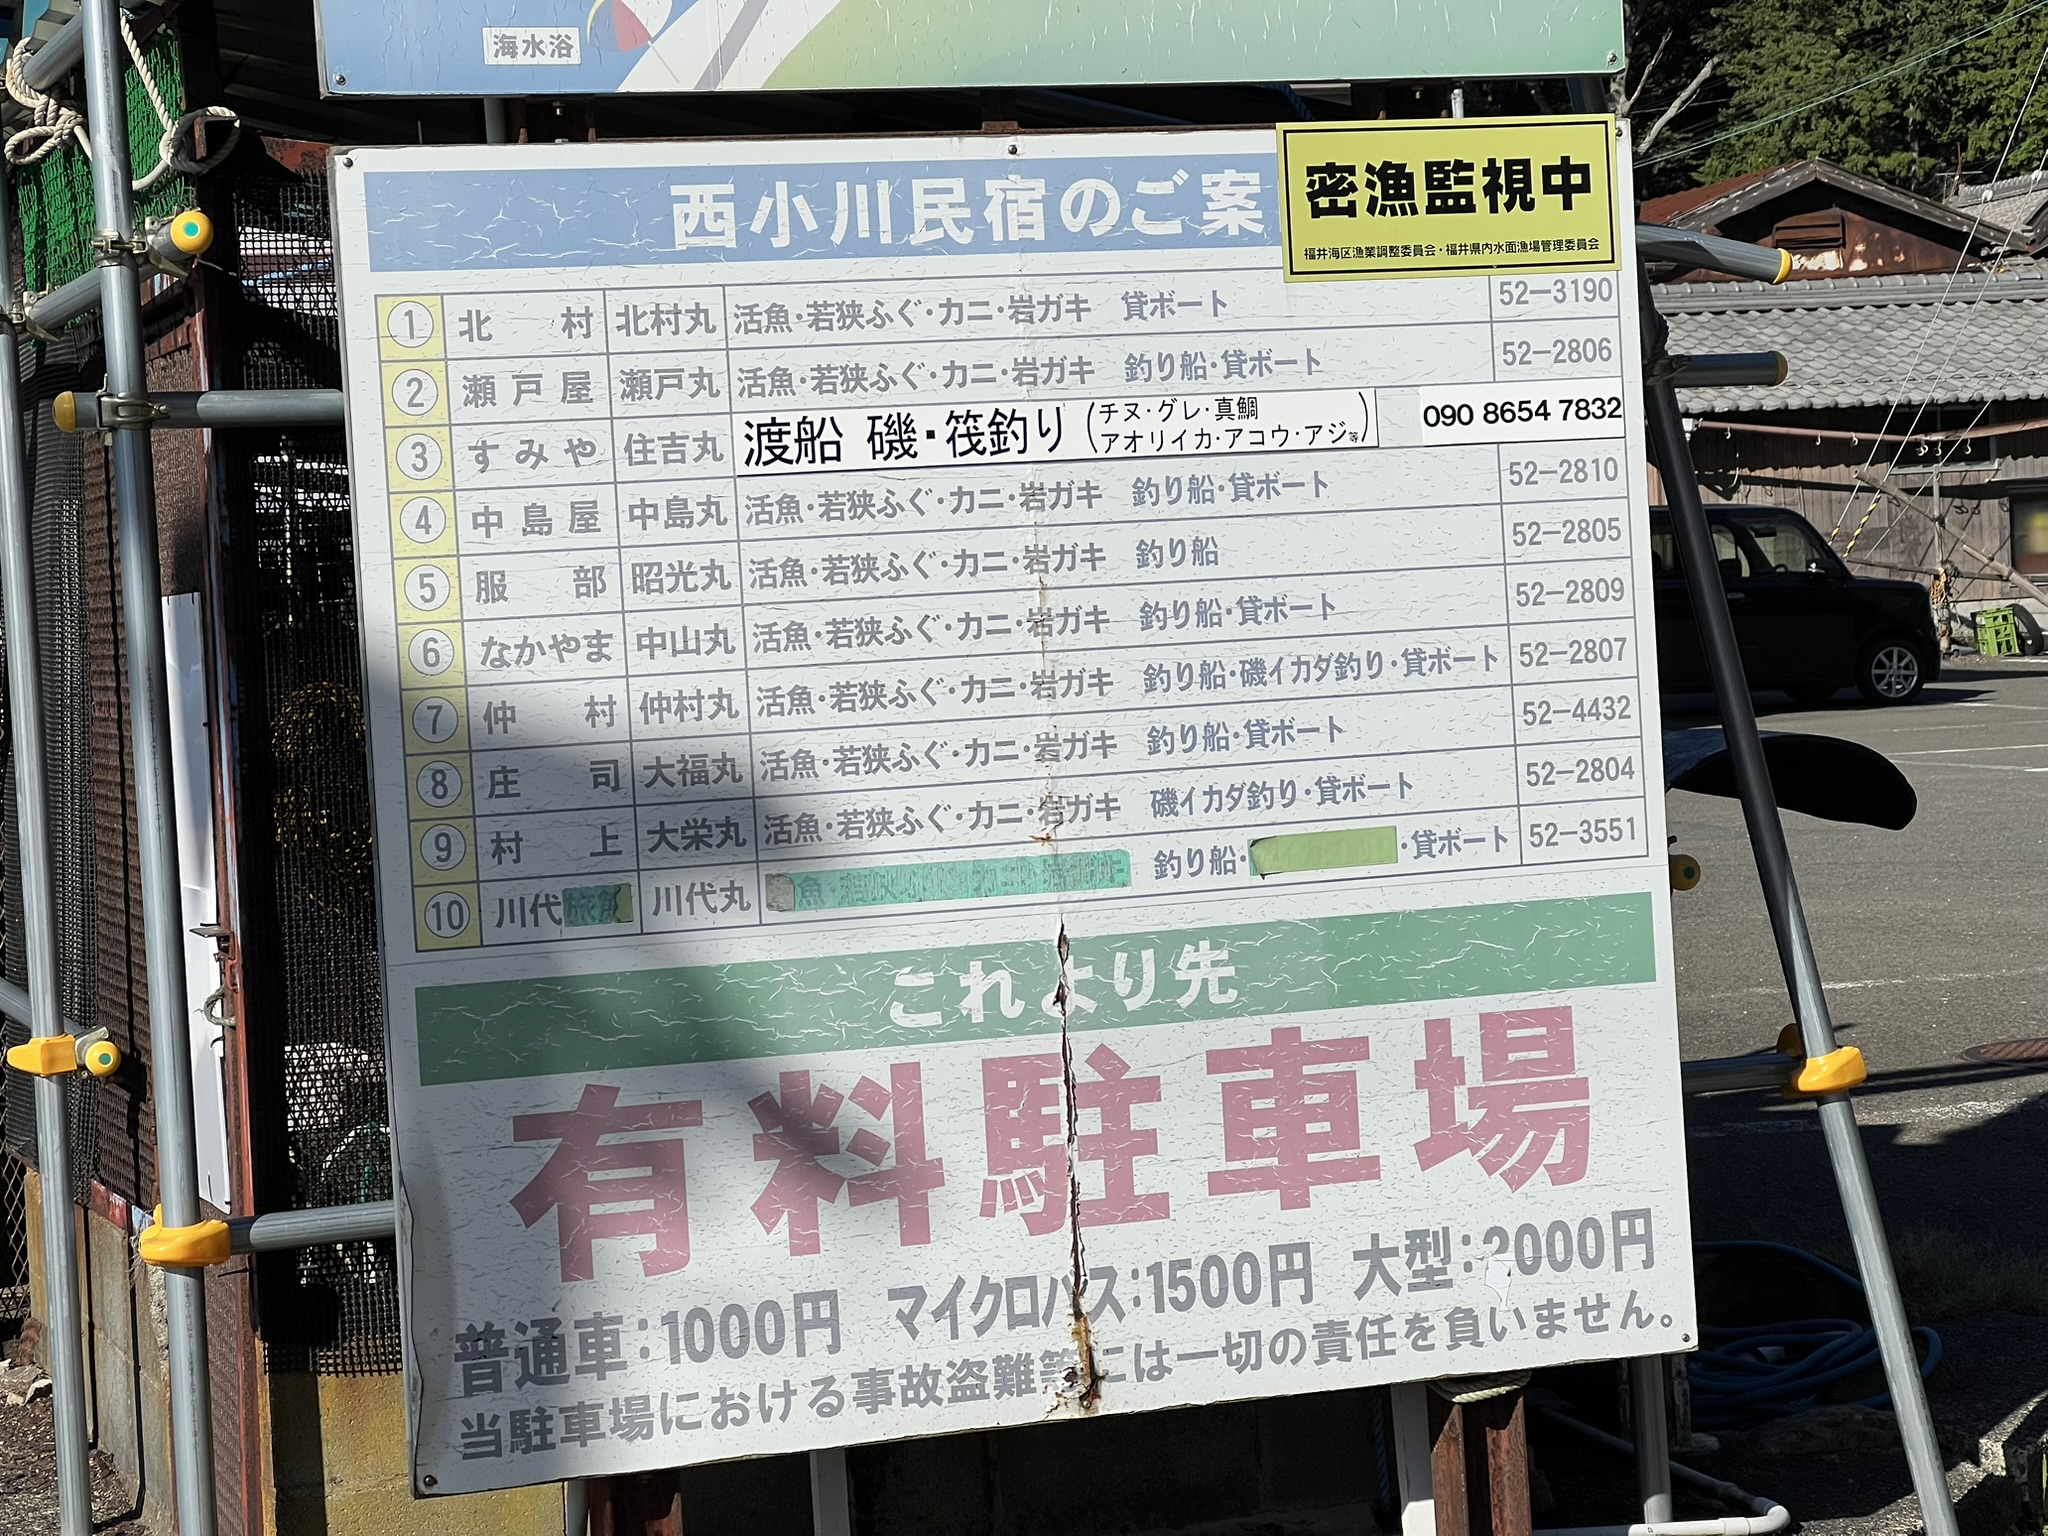 海水浴
西小川民宿のご案
密漁監視中
福井海区漁業調整委員会・福井県内水面漁場管理委員会
① 北村 北村丸 活魚・若狭ふぐ・カニ・岩ガキ 貸ボート 52-3190
② 瀬戸屋 瀬戸丸 活魚・若狭ふぐ・カニ・岩ガキ 釣り船・貸ボート 52-2806
③ すみや 住吉丸 渡船 磯・筏釣り (チヌ・グレ・真鯛 アオリイカ・アコウ・アジ等) 090 8654 7832
④ 中島屋 中島丸 活魚・若狭ふぐ・カニ・岩ガキ 釣り船・貸ボート 52-2810
⑤ 服部 昭光丸 活魚・若狭ふぐ・カニ・岩ガキ 釣り船 52-2805
⑥ なかやま 中山丸 活魚・若狭ふぐ・カニ・岩ガキ 釣り船・貸ボート 52-2809
⑦ 仲村 仲村丸 活魚・若狭ふぐ・カニ・岩ガキ 釣り船・磯イカダ釣り・貸ボート 52-2807
⑧ 庄司 大福丸 活魚・若狭ふぐ・カニ・岩ガキ 釣り船・貸ボート 52-4432
⑨ 村上 大栄丸 活魚・若狭ふぐ・カニ・岩ガキ 磯イカダ釣り・貸ボート 52-2804
⑩ 川代旅館 川代丸 魚・若狭ふぐ・カニ・岩ガキ 釣り船・ ・貸ボート 52-3551
これより先
有料駐車場
普通車:1000円 マイクロバス:1500円 大型:2000円
当駐車場における事故盗難等には一切の責任を負いません。